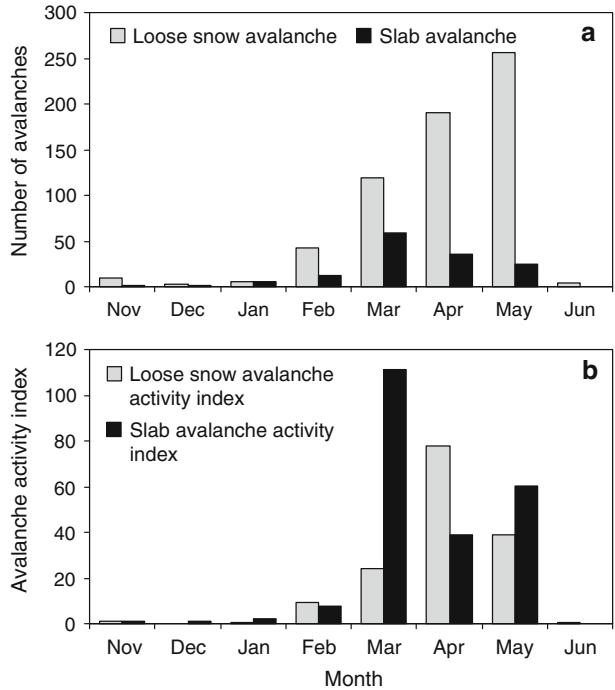 300
250
200
150
100
50
0
Number of avalanches
Loose snow avalanche Slab avalanche
a
Nov Dec Jan Feb Mar Apr May Jun
120
100
80
60
40
20
0
Avalanche activity index
Loose snow avalanche
activity index
Slab avalanche activity
index
b
Nov Dec Jan Feb Mar Apr May Jun
Month